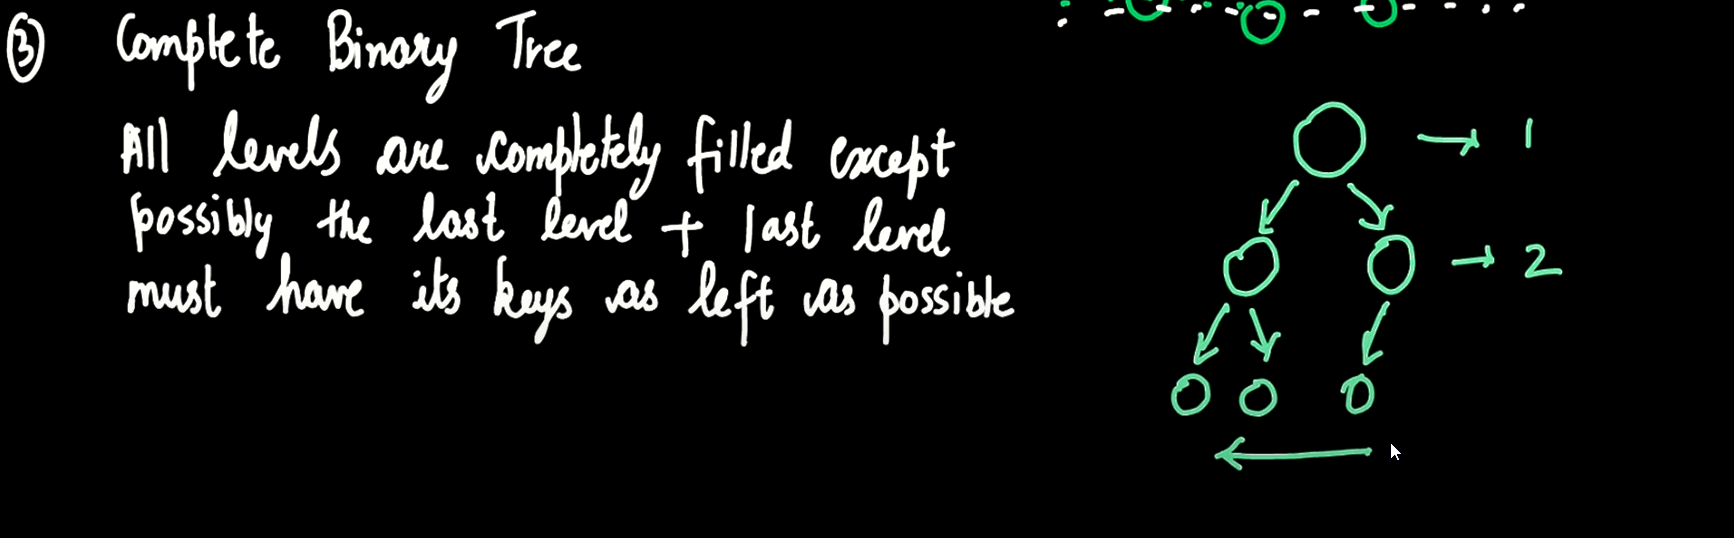 3 Complete Binary Tree
All levels are completely filled except
possibly the last level + last level
must have its keys as left as possible
→ 1
→ 2